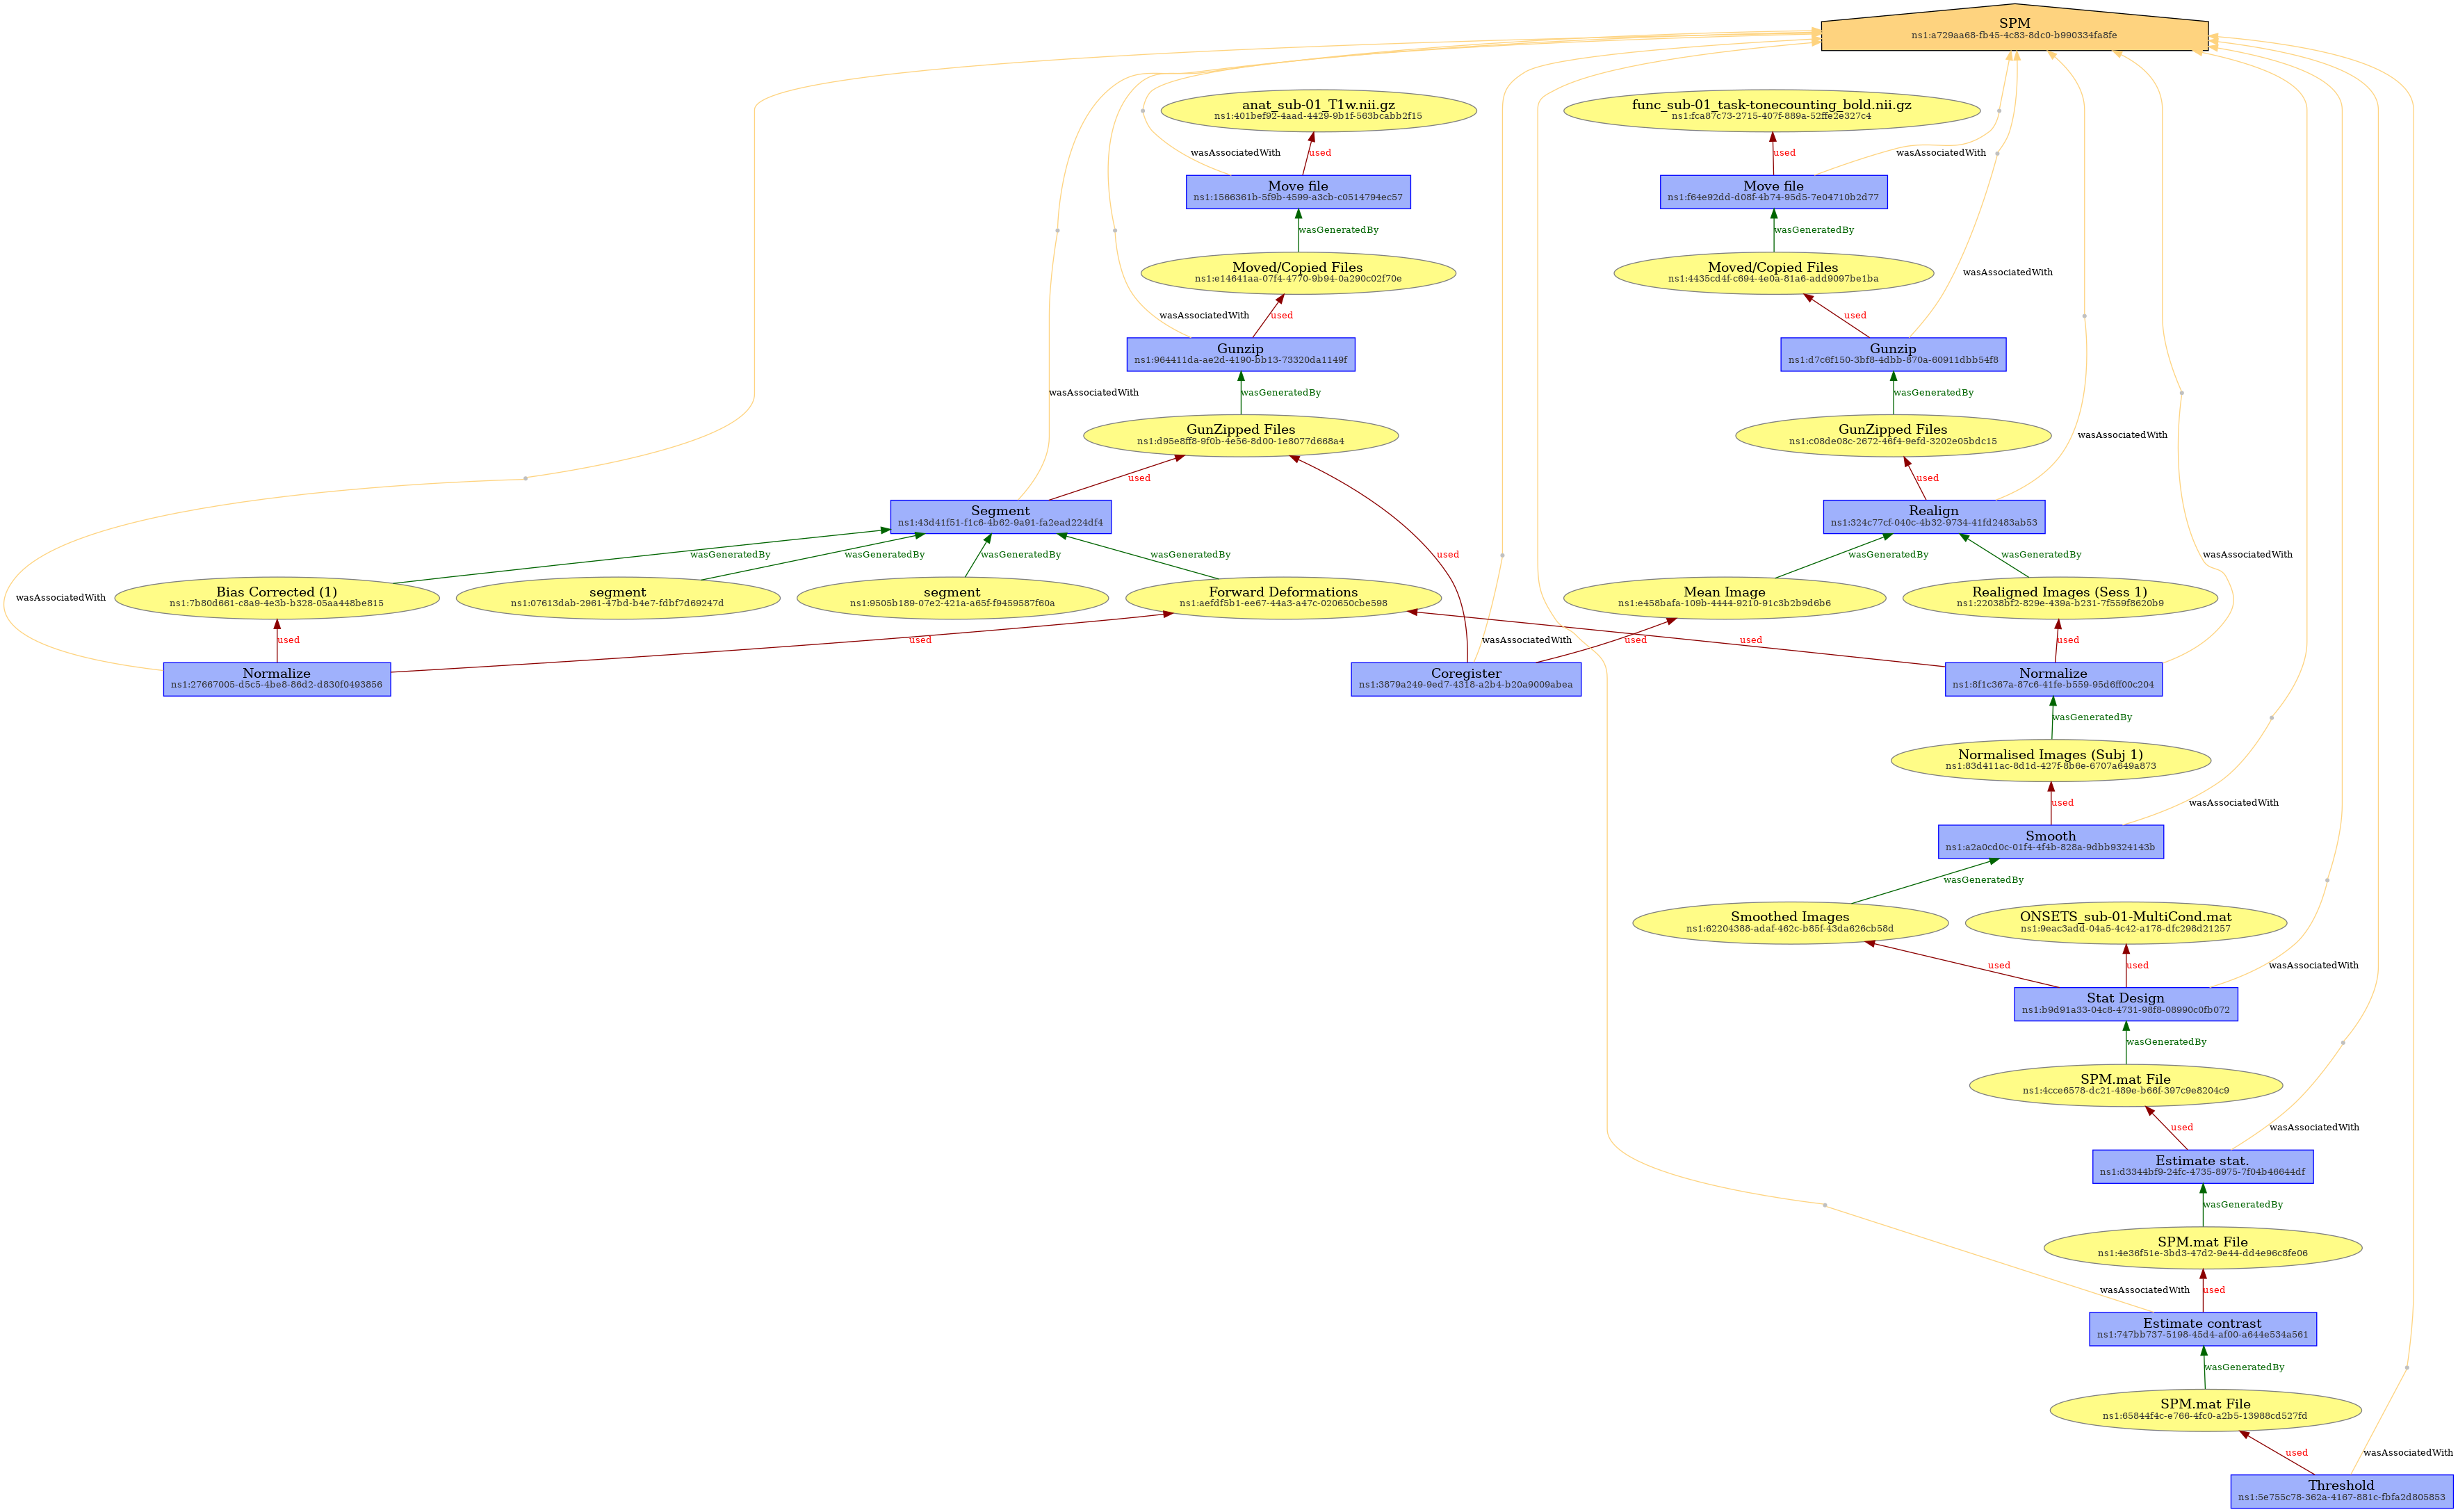 SPM
ns1:a729aa68-fb45-4c83-8dc0-b990334fa8fe
anat_sub-01_T1w.nii.gz
ns1:401bef92-4aad-4429-9b1f-563bcabb2f15
func_sub-01_task-tonecounting_bold.nii.gz
ns1:fca87c73-2715-407f-889a-52ffe2e327c4
wasAssociatedWith
used
used
wasAssociatedWith
Move file
ns1:1566361b-5f9b-4599-a3cb-c0514794ec57
Move file
ns1:f64e92dd-d08f-4b74-95d5-7e04710b2d77
wasGeneratedBy
wasGeneratedBy
Moved/Copied Files
ns1:e14641aa-07f4-4770-9b94-0a290c02f70e
Moved/Copied Files
ns1:4435cd4f-c694-4e0a-81a6-add9097be1ba
wasAssociatedWith
wasAssociatedWith
used
used
Gunzip
ns1:964411da-ae2d-4190-bb13-73320da1149f
Gunzip
ns1:d7c6f150-3bf8-4dbb-870a-60911dbb54f8
wasAssociatedWith
wasGeneratedBy
wasGeneratedBy
GunZipped Files
ns1:d95e8ff8-9f0b-4e56-8d00-1e8077d668a4
GunZipped Files
ns1:c08de08c-2672-46f4-9efd-3202e05bdc15
wasAssociatedWith
used
used
Segment
ns1:43d41f51-f1c6-4b62-9a91-fa2ead224df4
Realign
ns1:324c77cf-040c-4b32-9734-41fd2483ab53
wasGeneratedBy
wasGeneratedBy
wasGeneratedBy
wasGeneratedBy
used
wasGeneratedBy
wasGeneratedBy
wasAssociatedWith
wasAssociatedWith
Bias Corrected (1)
ns1:7b80d661-c8a9-4e3b-b328-05aa448be815
segment
ns1:07613dab-2961-47bd-b4e7-fdbf7d69247d
segment
ns1:9505b189-07e2-421a-a65f-f9459587f60a
Forward Deformations
ns1:aefdf5b1-ee67-44a3-a47c-020650cbe598
Mean Image
ns1:e458bafa-109b-4444-9210-91c3b2b9d6b6
Realigned Images (Sess 1)
ns1:22038bf2-829e-439a-b231-7f559f8620b9
used
used
wasAssociatedWith
used
used
used
Normalize
ns1:27667005-d5c5-4be8-86d2-d830f0493856
Coregister
ns1:3879a249-9ed7-4318-a2b4-b20a9009abea
Normalize
ns1:8f1c367a-87c6-41fe-b559-95d6ff00c204
wasGeneratedBy
Normalised Images (Subj 1)
ns1:83d411ac-8d1d-427f-8b6e-6707a649a873
used
wasAssociatedWith
Smooth
ns1:a2a0cd0c-01f4-4f4b-828a-9dbb9324143b
wasGeneratedBy
Smoothed Images
ns1:62204388-adaf-462c-b85f-43da626cb58d
ONSETS_sub-01-MultiCond.mat
ns1:9eac3add-04a5-4c42-a178-dfc298d21257
used
used
wasAssociatedWith
Stat Design
ns1:b9d91a33-04c8-4731-98f8-08990c0fb072
wasGeneratedBy
SPM.mat File
ns1:4cce6578-dc21-489e-b66f-397c9e8204c9
used
wasAssociatedWith
Estimate stat.
ns1:d3344bf9-24fc-4735-8975-7f04b46644df
wasGeneratedBy
SPM.mat File
ns1:4e36f51e-3bd3-47d2-9e44-dd4e96c8fe06
wasAssociatedWith
used
Estimate contrast
ns1:747bb737-5198-45d4-af00-a644e534a561
wasGeneratedBy
SPM.mat File
ns1:65844f4c-e766-4fc0-a2b5-13988cd527fd
used
wasAssociatedWith
Threshold
ns1:5e755c78-362a-4167-881c-fbfa2d805853